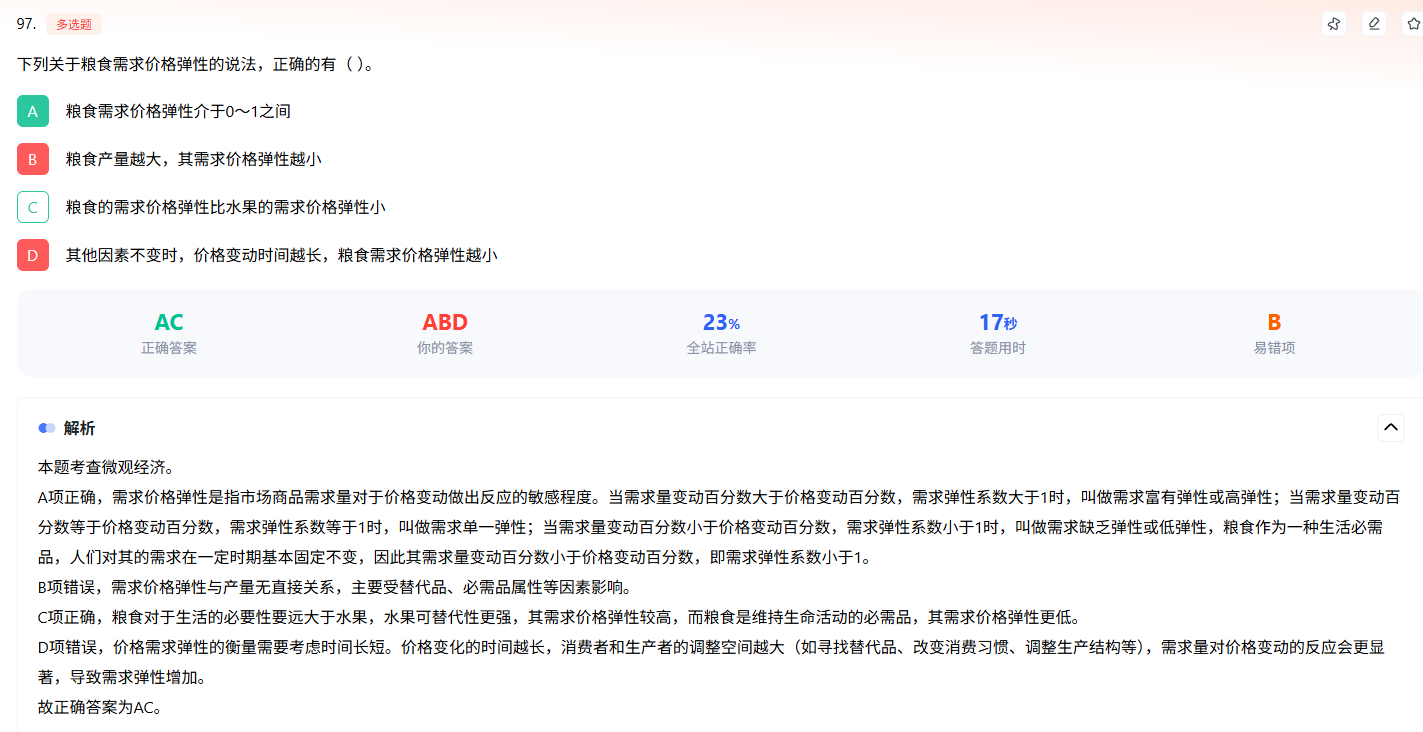 97. 多选题
下列关于粮食需求价格弹性的说法，正确的有（ ）。
A 粮食需求价格弹性介于0～1之间
B 粮食产量越大，其需求价格弹性越小
C 粮食的需求价格弹性比水果的需求价格弹性小
D 其他因素不变时，价格变动时间越长，粮食需求价格弹性越小
AC ABD 23% 17秒 B
正确答案 你的答案 全站正确率 答题用时 易错项
解析
本题考查微观经济。
A项正确，需求价格弹性是指市场商品需求量对于价格变动做出反应的敏感程度。当需求量变动百分数大于价格变动百分数，需求弹性系数大于1时，叫做需求富有弹性或高弹性；当需求量变动百
分数等于价格变动百分数，需求弹性系数等于1时，叫做需求单一弹性；当需求量变动百分数小于价格变动百分数，需求弹性系数小于1时，叫做需求缺乏弹性或低弹性，粮食作为一种生活必需
品，人们对其的需求在一定时期基本固定不变，因此其需求量变动百分数小于价格变动百分数，即需求弹性系数小于1。
B项错误，需求价格弹性与产量无直接关系，主要受替代品、必需品属性等因素影响。
C项正确，粮食对于生活的必要性要远大于水果，水果可替代性更强，其需求价格弹性较高，而粮食是维持生命活动的必需品，其需求价格弹性更低。
D项错误，价格需求弹性的衡量需要考虑时间长短。价格变化的时间越长，消费者和生产者的调整空间越大（如寻找替代品、改变消费习惯、调整生产结构等），需求量对价格变动的反应会更显
著，导致需求弹性增加。
故正确答案为AC。